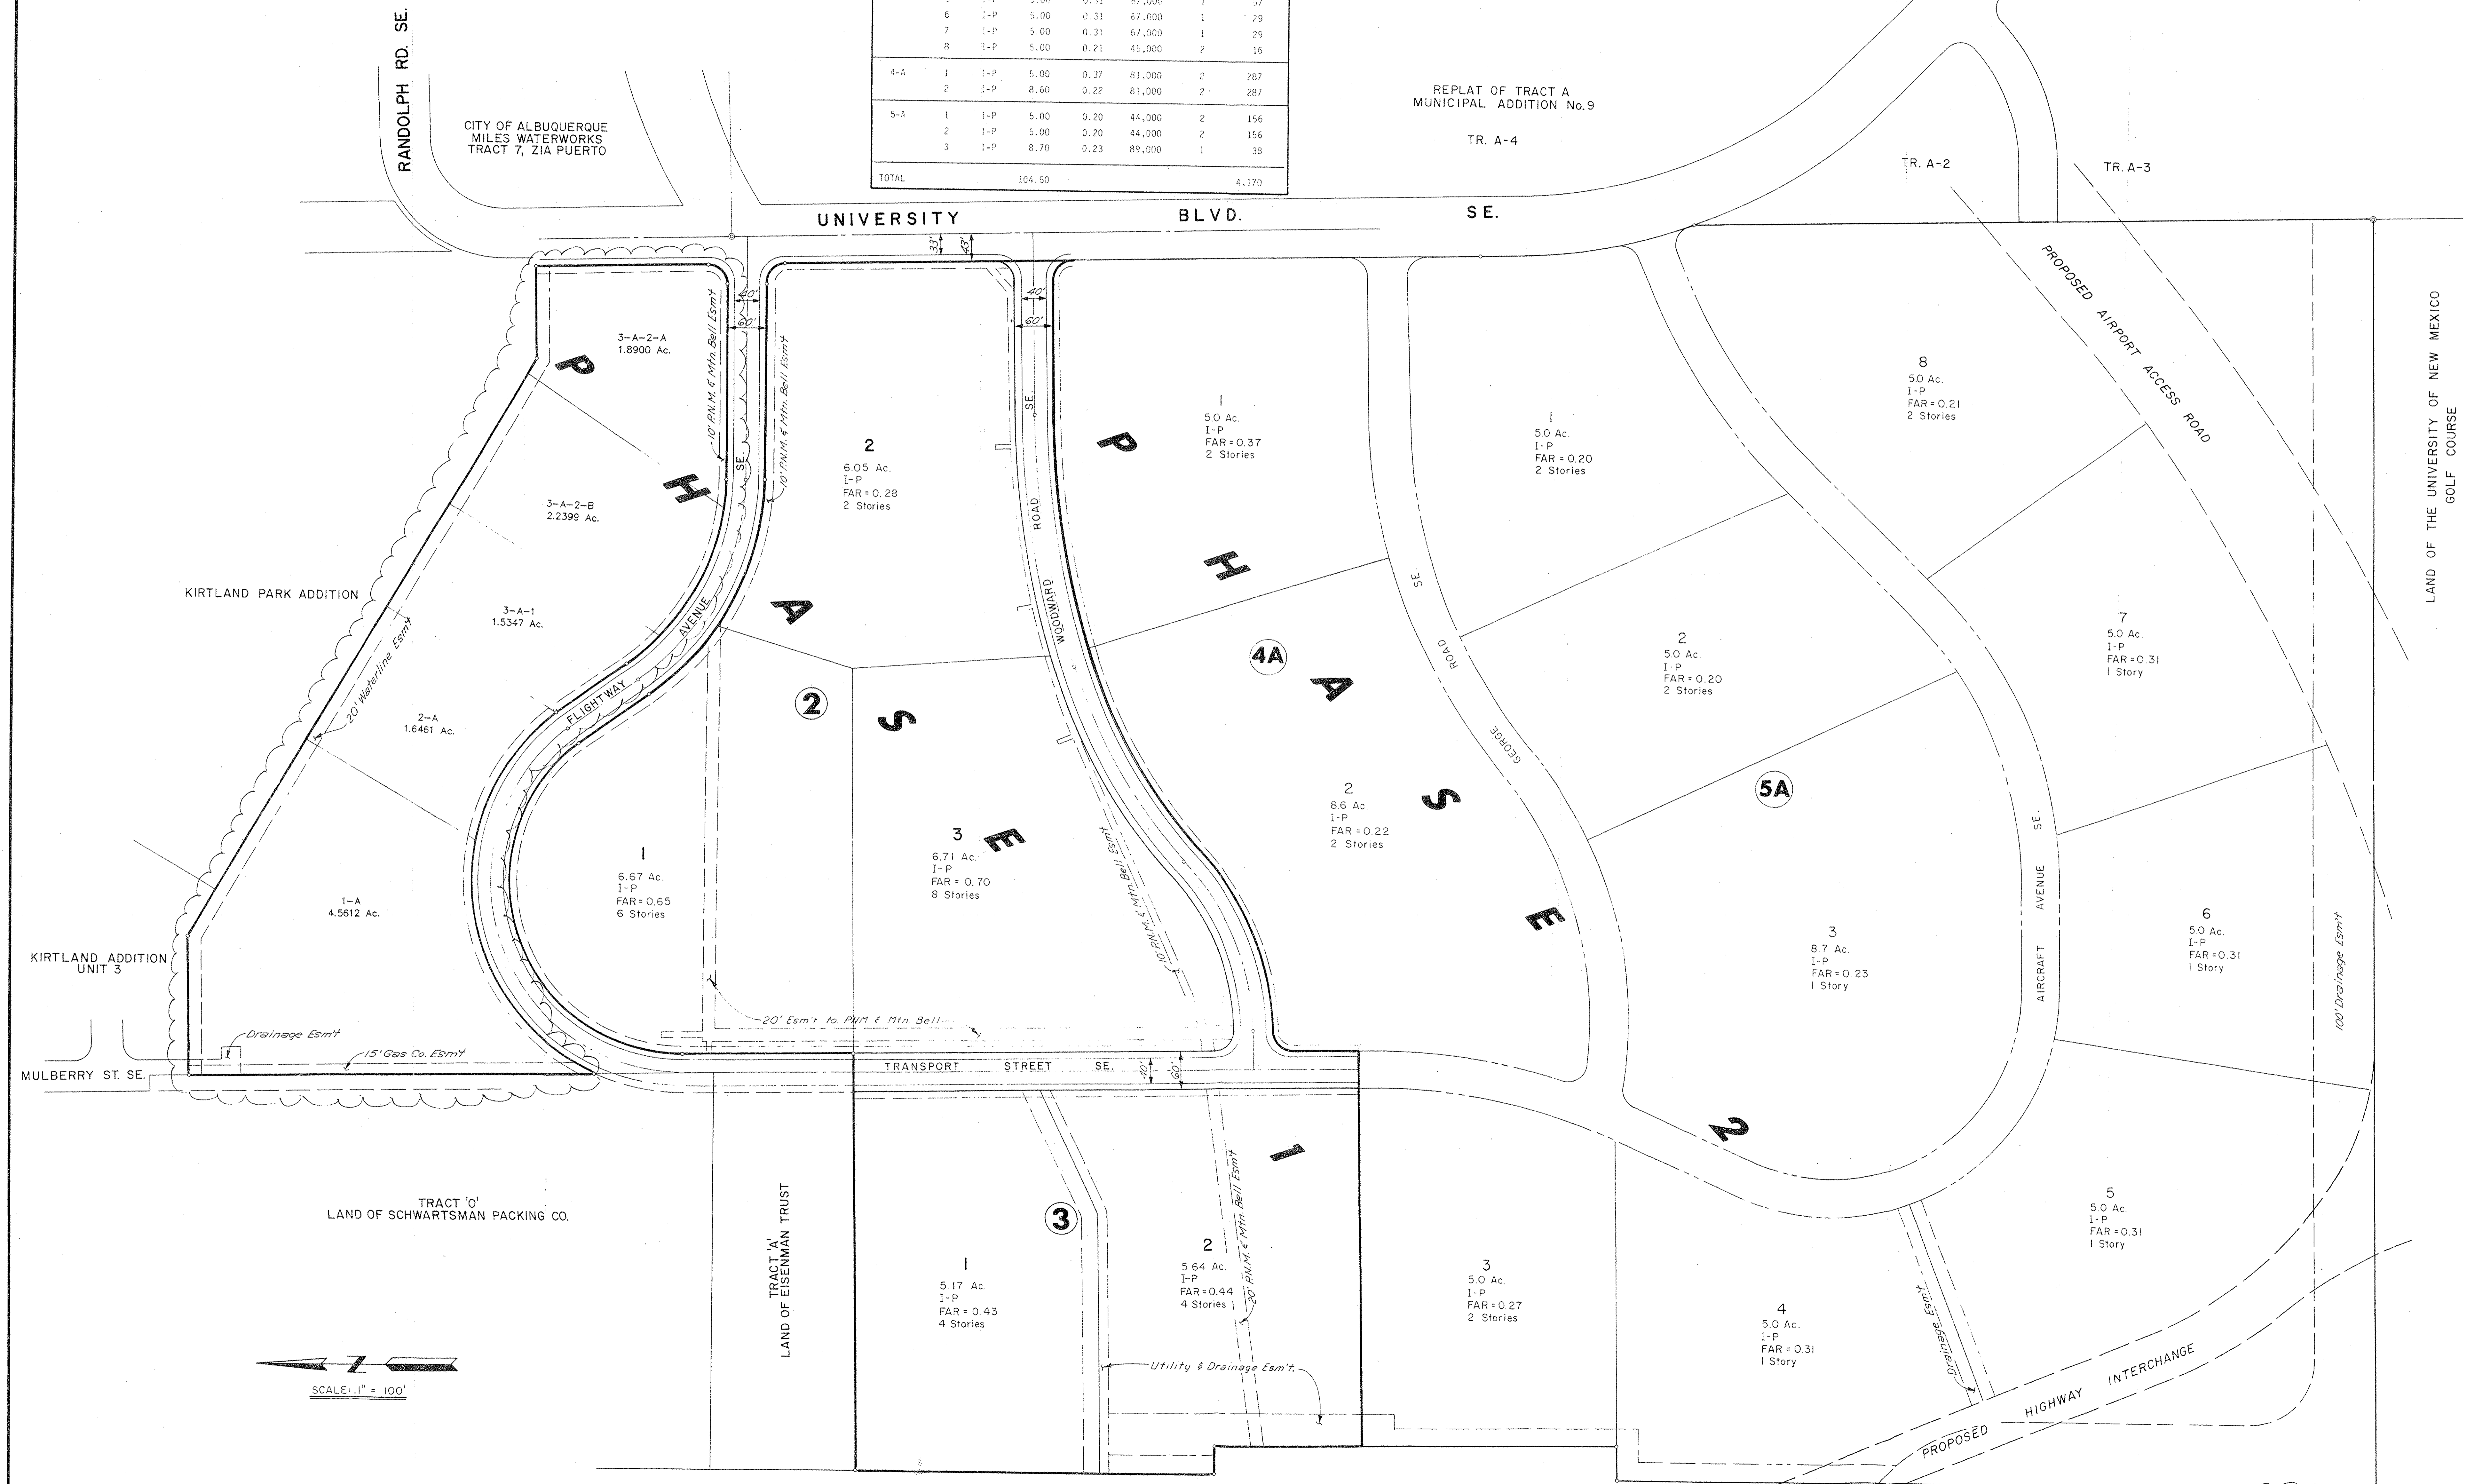 6 I-P 5.00 0.31 67,000 1 29
7 I-P 5.00 0.31 67,000 1 29
8 I-P 5.00 0.21 45,000 2 16
4-A 1 I-P 5.00 0.37 81,000 2 287
2 I-P 8.60 0.22 81,000 2 287
5-A 1 I-P 5.00 0.20 44,000 2 156
2 I-P 5.00 0.20 44,000 2 156
3 I-P 8.70 0.23 89,000 1 38
TOTAL 104.50 4,170
RANDOLPH RD. SE.
CITY OF ALBUQUERQUE
MILES WATERWORKS
TRACT 7, ZIA PUERTO
REPLAT OF TRACT A
MUNICIPAL ADDITION No.9
TR. A-4
TR. A-2
TR. A-3
UNIVERSITY BLVD. SE.
33'
43'
40'
60'
40'
60'
PROPOSED AIRPORT ACCESS ROAD
LAND OF THE UNIVERSITY OF NEW MEXICO
GOLF COURSE
3-A-2-A
1.8900 Ac.
10' P.N.M. & Mtn. Bell Esm't
10' P.N.M. & Mtn. Bell Esm't
3-A-2-B
2.2399 Ac.
3-A-1
1.5347 Ac.
2-A
1.6461 Ac.
1-A
4.5612 Ac.
KIRTLAND PARK ADDITION
20' Waterline Esm't
KIRTLAND ADDITION
UNIT 3
MULBERRY ST. SE.
Drainage Esm't
15' Gas Co. Esm't
FLIGHTWAY AVENUE SE.
PHASE 1
2
2
6.05 Ac.
I-P
FAR = 0.28
2 Stories
1
6.67 Ac.
I-P
FAR = 0.65
6 Stories
3
6.71 Ac.
I-P
FAR = 0.70
8 Stories
20' Esm't to PNM & Mtn. Bell
10' P.N.M. & Mtn. Bell Esm't
WOODWARD ROAD SE.
PHASE 2
4A
1
5.0 Ac.
I-P
FAR = 0.37
2 Stories
2
8.6 Ac.
I-P
FAR = 0.22
2 Stories
GEORGE ROAD SE.
5A
1
5.0 Ac.
I-P
FAR = 0.20
2 Stories
2
5.0 Ac.
I-P
FAR = 0.20
2 Stories
3
8.7 Ac.
I-P
FAR = 0.23
1 Story
AIRCRAFT AVENUE SE.
8
5.0 Ac.
I-P
FAR = 0.21
2 Stories
7
5.0 Ac.
I-P
FAR = 0.31
1 Story
6
5.0 Ac.
I-P
FAR = 0.31
1 Story
100' Drainage Esm't
5
5.0 Ac.
I-P
FAR = 0.31
1 Story
TRANSPORT STREET SE.
40'
60'
TRACT 'O'
LAND OF SCHWARTSMAN PACKING CO.
TRACT 'A'
LAND OF EISENMAN TRUST
3
1
5.17 Ac.
I-P
FAR = 0.43
4 Stories
2
5.64 Ac.
I-P
FAR = 0.44
4 Stories
20' P.N.M. & Mtn. Bell Esm't
Utility & Drainage Esm't.
3
5.0 Ac.
I-P
FAR = 0.27
2 Stories
4
5.0 Ac.
I-P
FAR = 0.31
1 Story
Drainage Esm't
PROPOSED HIGHWAY INTERCHANGE
N
SCALE: 1" = 100'